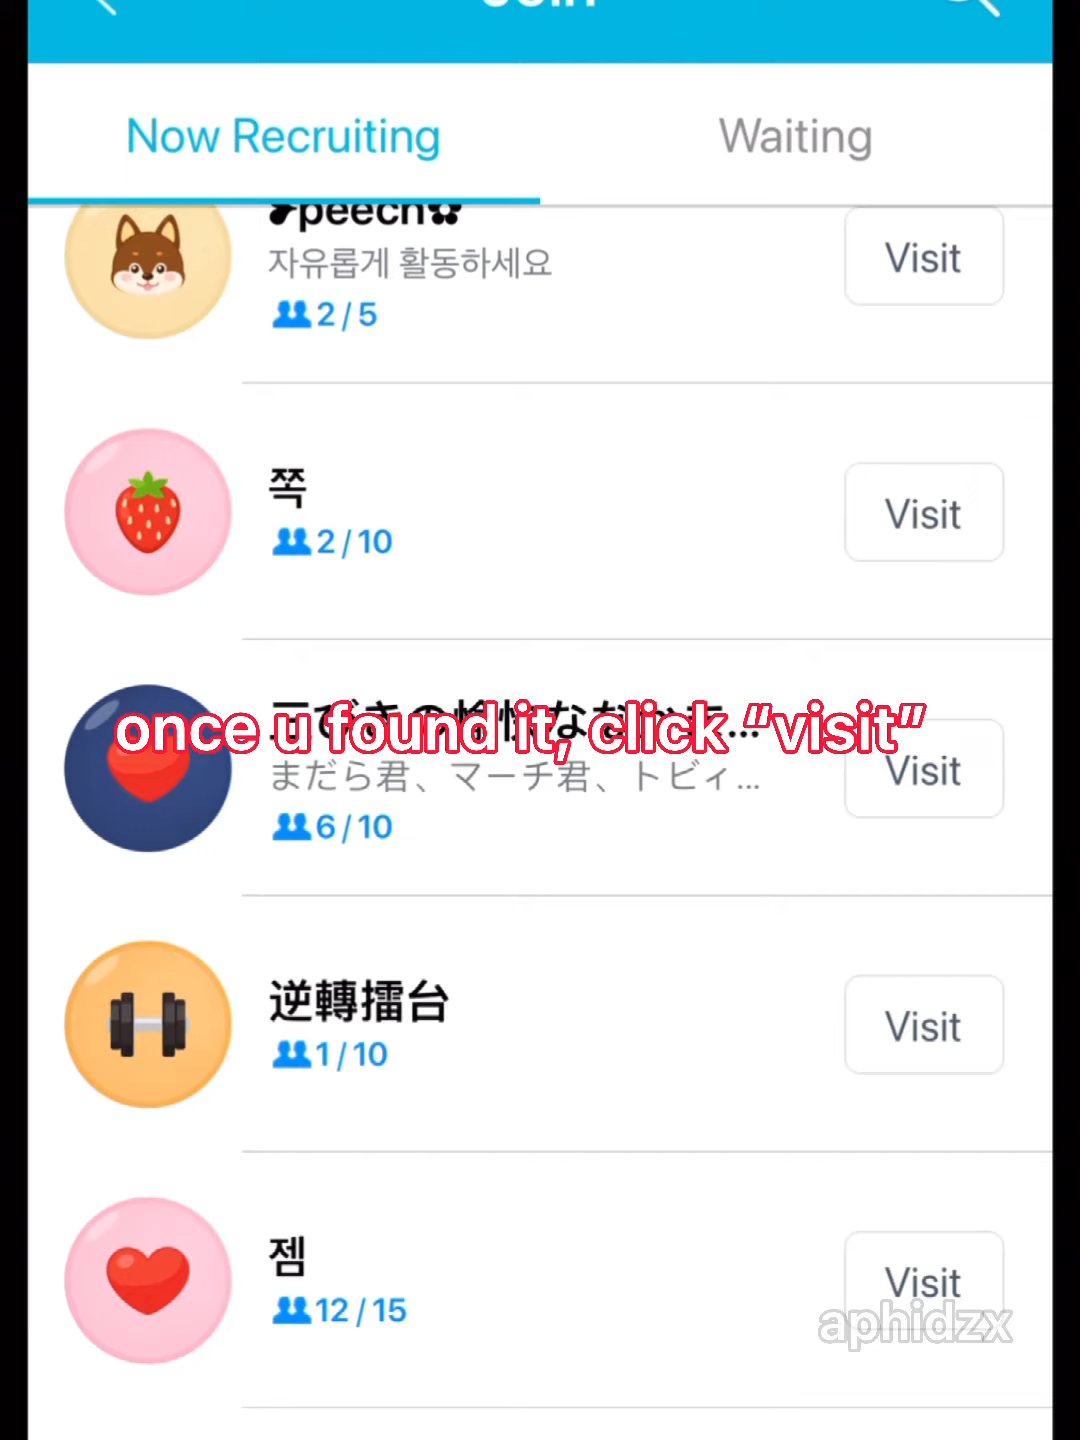 Join
Now Recruiting
Waiting
peech✿
자유롭게 활동하세요
Visit
2 / 5
쪽
Visit
2 / 10
once u found it, click “visit”
まだら君、マーチ君、トビィ...
Visit
6 / 10
逆轉擂台
Visit
1 / 10
젬
Visit
12 / 15
aphidzx